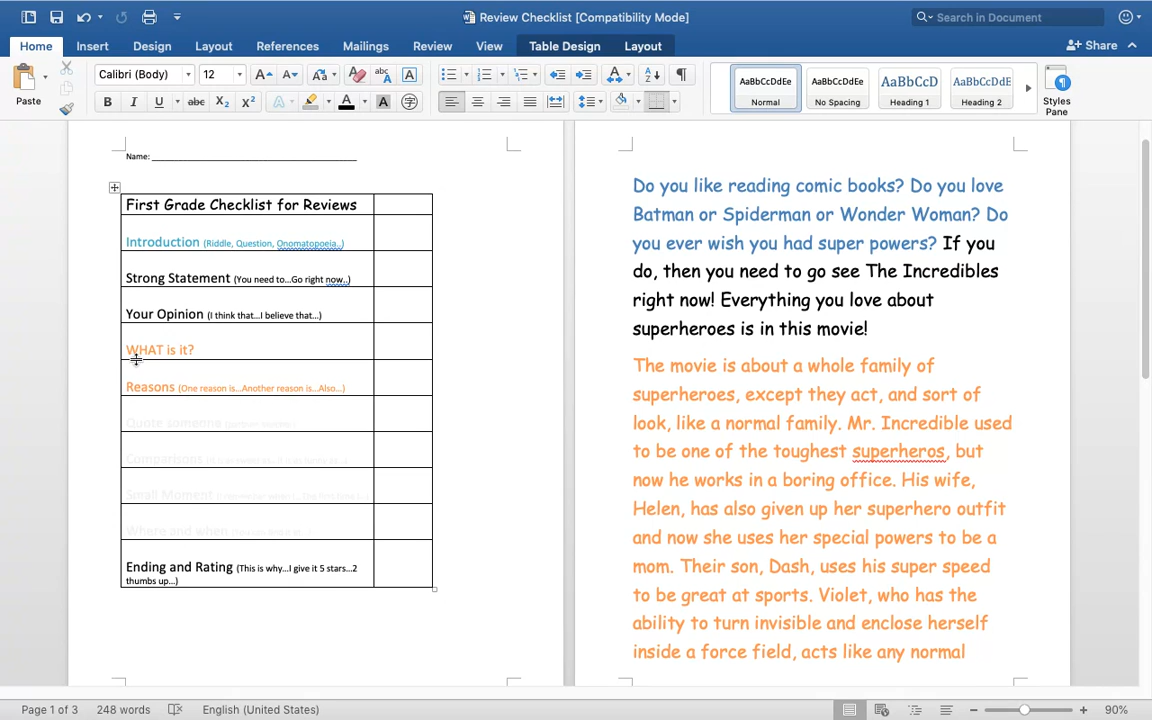 Review Checklist [Compatibility Mode]
Search in Document
Home Insert Design Layout References Mailings Review View Table Design Layout Share
Paste
Calibri (Body) 12
AaBbCcDdEe AaBbCcDdEe AaBbCcD AaBbCcDdE
Normal No Spacing Heading 1 Heading 2
Styles Pane
Name:
First Grade Checklist for Reviews
Introduction (Riddle, Question, Onomatopoeia..)
Strong Statement (You need to...Go right now..)
Your Opinion (I think that...I believe that...)
WHAT is it?
Reasons (One reason is...Another reason is...Also...)
Quote someone
Comparisons
Small Moment
Where and when
Ending and Rating (This is why...I give it 5 stars...2
thumbs up...)
Do you like reading comic books? Do you love
Batman or Spiderman or Wonder Woman? Do
you ever wish you had super powers? If you
do, then you need to go see The Incredibles
right now! Everything you love about
superheroes is in this movie!
The movie is about a whole family of
superheroes, except they act, and sort of
look, like a normal family. Mr. Incredible used
to be one of the toughest superheros, but
now he works in a boring office. His wife,
Helen, has also given up her superhero outfit
and now she uses her special powers to be a
mom. Their son, Dash, uses his super speed
to be great at sports. Violet, who has the
ability to turn invisible and enclose herself
inside a force field, acts like any normal
Page 1 of 3 248 words English (United States) 90%